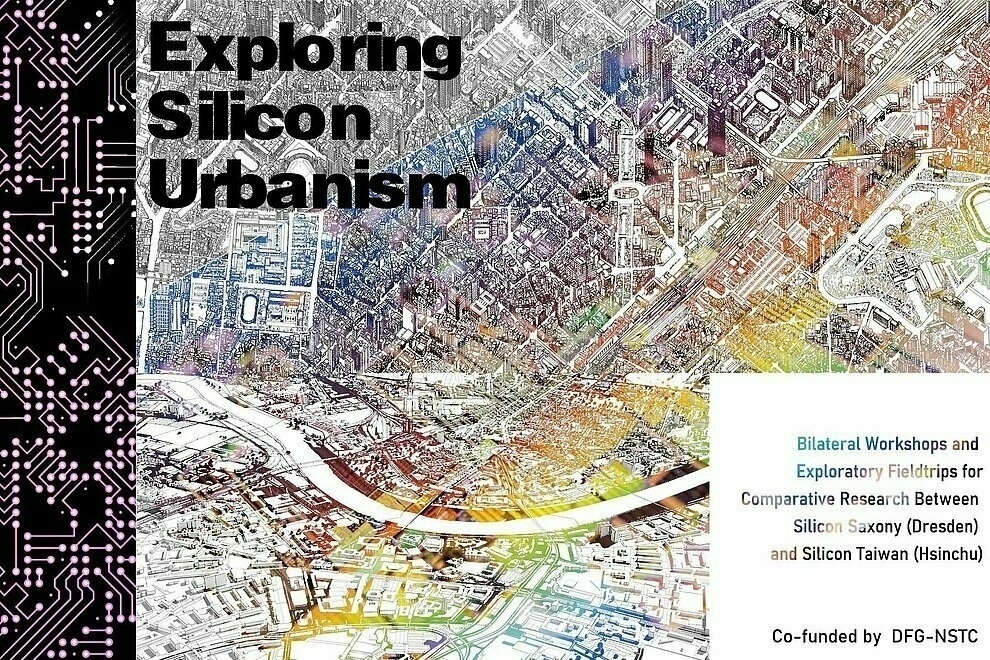 Exploring
Silicon
Urbanism
Bilateral Workshops and
Exploratory Fieldtrips for
Comparative Research Between
Silicon Saxony (Dresden)
and Silicon Taiwan (Hsinchu)
Co-funded by DFG-NSTC